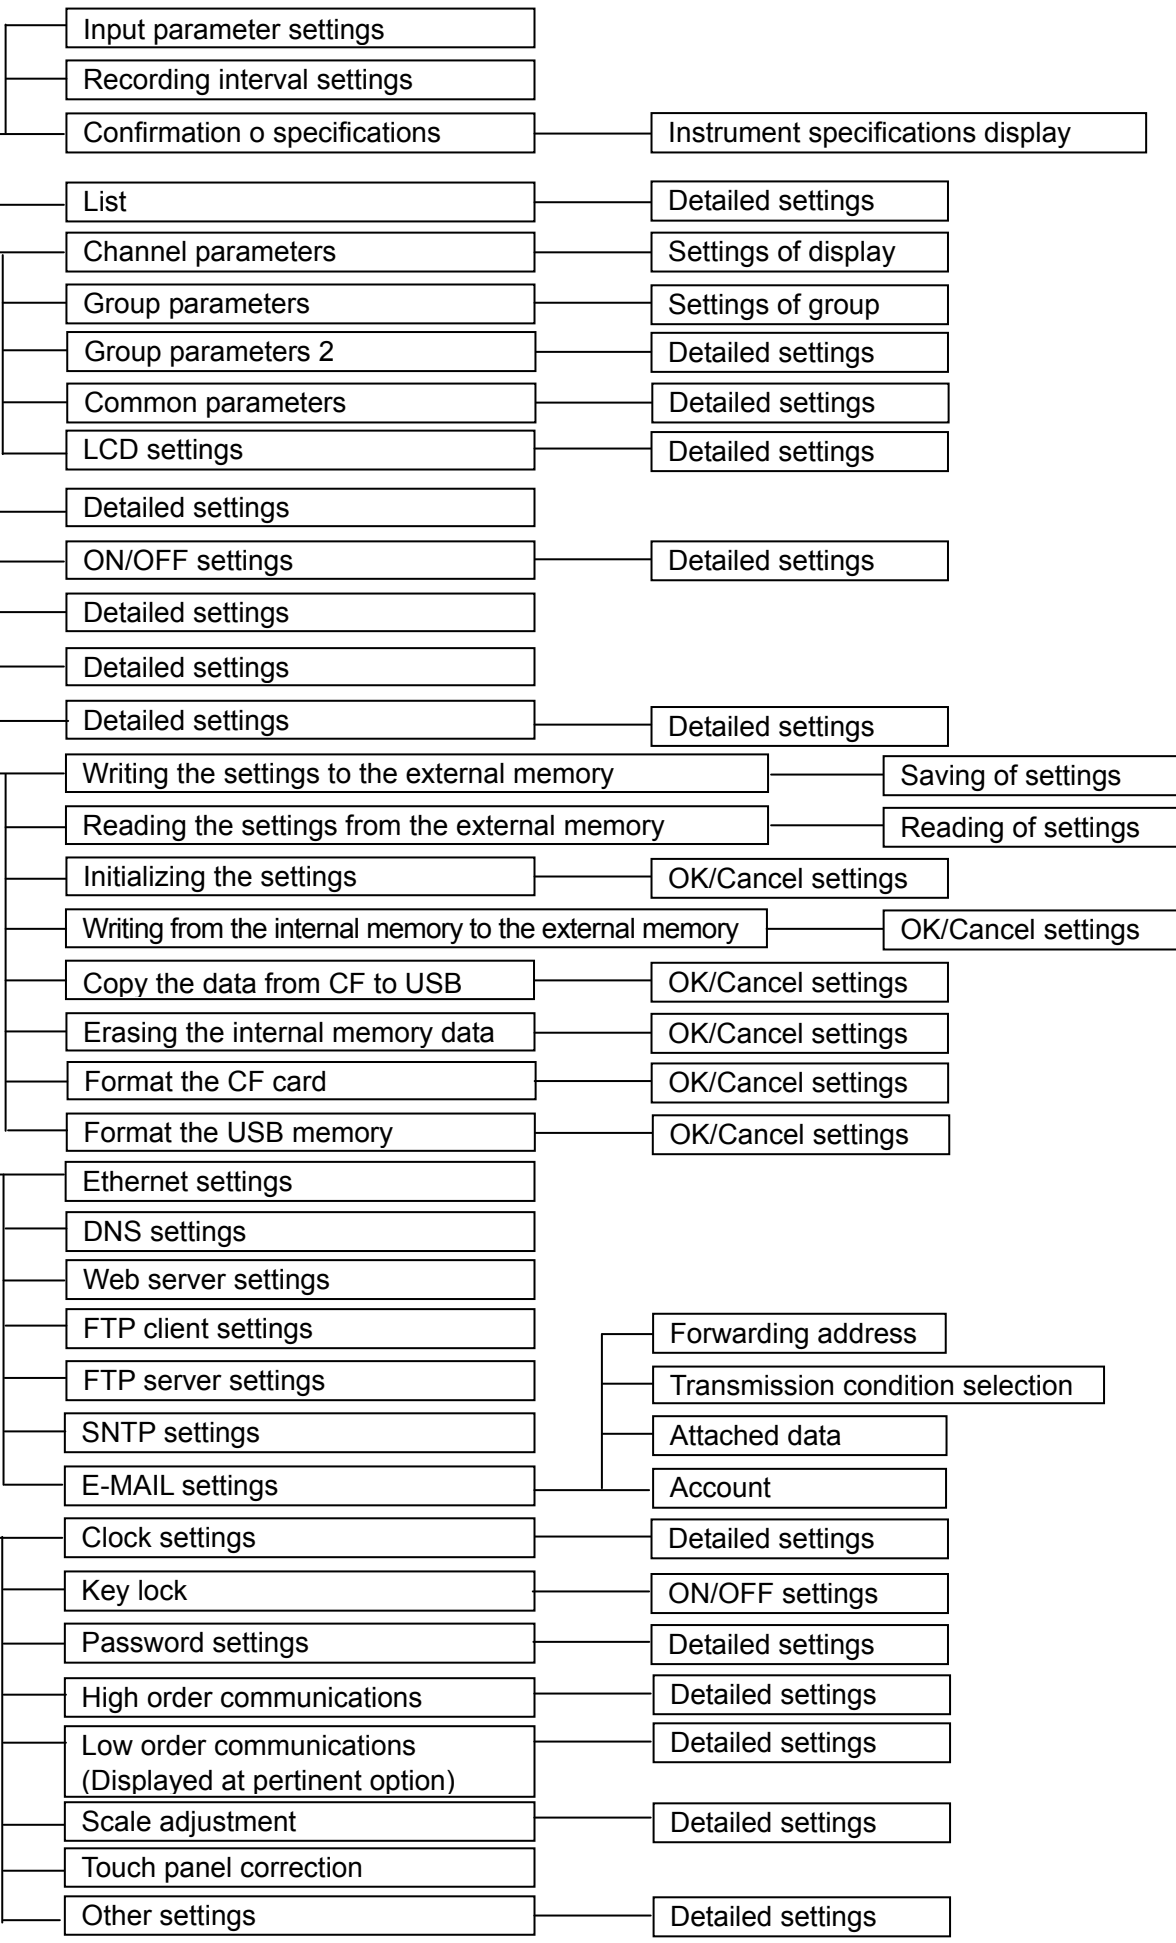 Input parameter settings
Recording interval settings
Confirmation o specifications
Instrument specifications display
List
Detailed settings
Channel parameters
Settings of display
Group parameters
Settings of group
Group parameters 2
Detailed settings
Common parameters
Detailed settings
LCD settings
Detailed settings
Detailed settings
ON/OFF settings
Detailed settings
Detailed settings
Detailed settings
Detailed settings
Detailed settings
Writing the settings to the external memory
Saving of settings
Reading the settings from the external memory
Reading of settings
Initializing the settings
OK/Cancel settings
Writing from the internal memory to the external memory
OK/Cancel settings
Copy the data from CF to USB
OK/Cancel settings
Erasing the internal memory data
OK/Cancel settings
Format the CF card
OK/Cancel settings
Format the USB memory
OK/Cancel settings
Ethernet settings
DNS settings
Web server settings
FTP client settings
Forwarding address
FTP server settings
Transmission condition selection
SNTP settings
Attached data
E-MAIL settings
Account
Clock settings
Detailed settings
Key lock
ON/OFF settings
Password settings
Detailed settings
High order communications
Detailed settings
Low order communications
(Displayed at pertinent option)
Detailed settings
Scale adjustment
Detailed settings
Touch panel correction
Other settings
Detailed settings